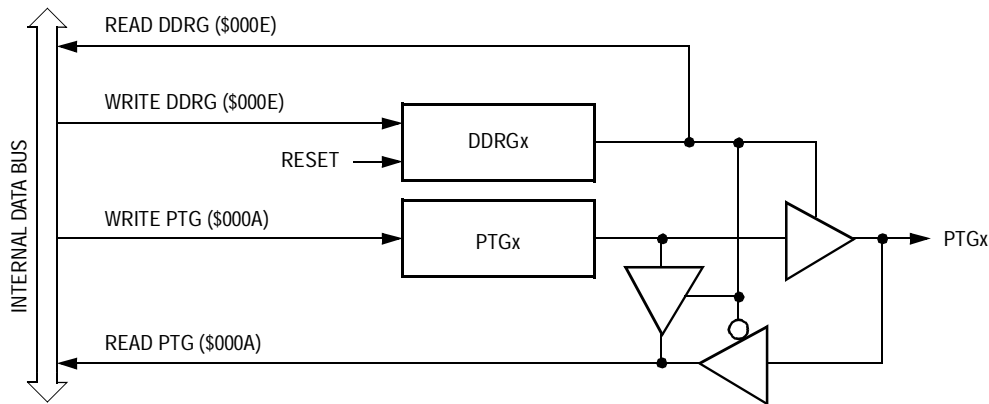 READ DDRG ($000E)
WRITE DDRG ($000E)
DDRGx
RESET
INTERNAL DATA BUS
WRITE PTG ($000A)
PTGx
PTGx
READ PTG ($000A)